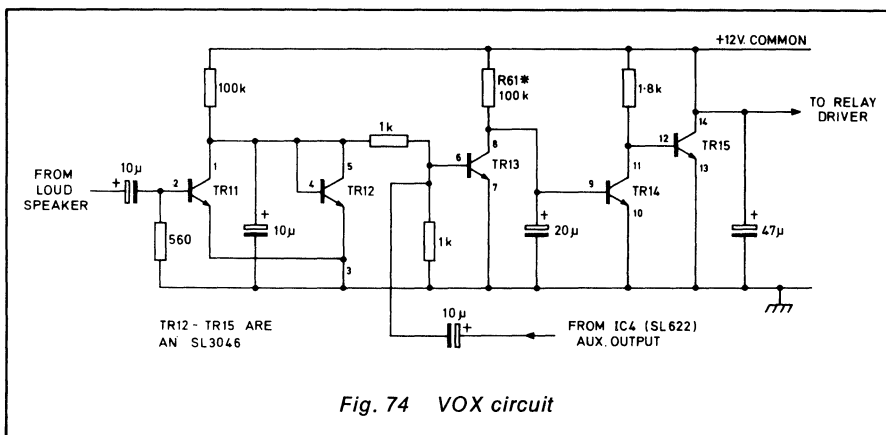 +12V. COMMON
100k
R61*
100k
1·8k
TO RELAY
DRIVER
1k
14
12
TR15
13
1
5
8
6
TR13
7
11
FROM
LOUD
SPEAKER
10µ
+
2
TR11
4
TR12
9
TR14
10
+
10µ
560
3
1k
+
20µ
+
47µ
TR12 - TR15 ARE
AN SL3046
10µ
+
FROM IC4 (SL622)
AUX. OUTPUT
Fig. 74 VOX circuit